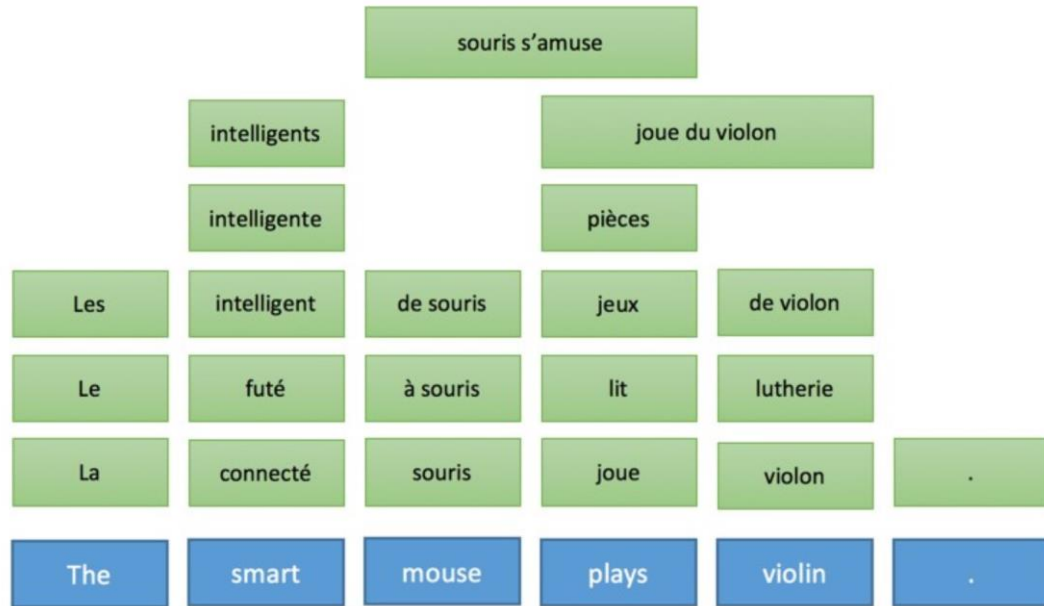 souris s’amuse
intelligents joue du violon
intelligente pièces
Les intelligent de souris jeux de violon
Le futé à souris lit lutherie
La connecté souris joue violon .
The smart mouse plays violin .